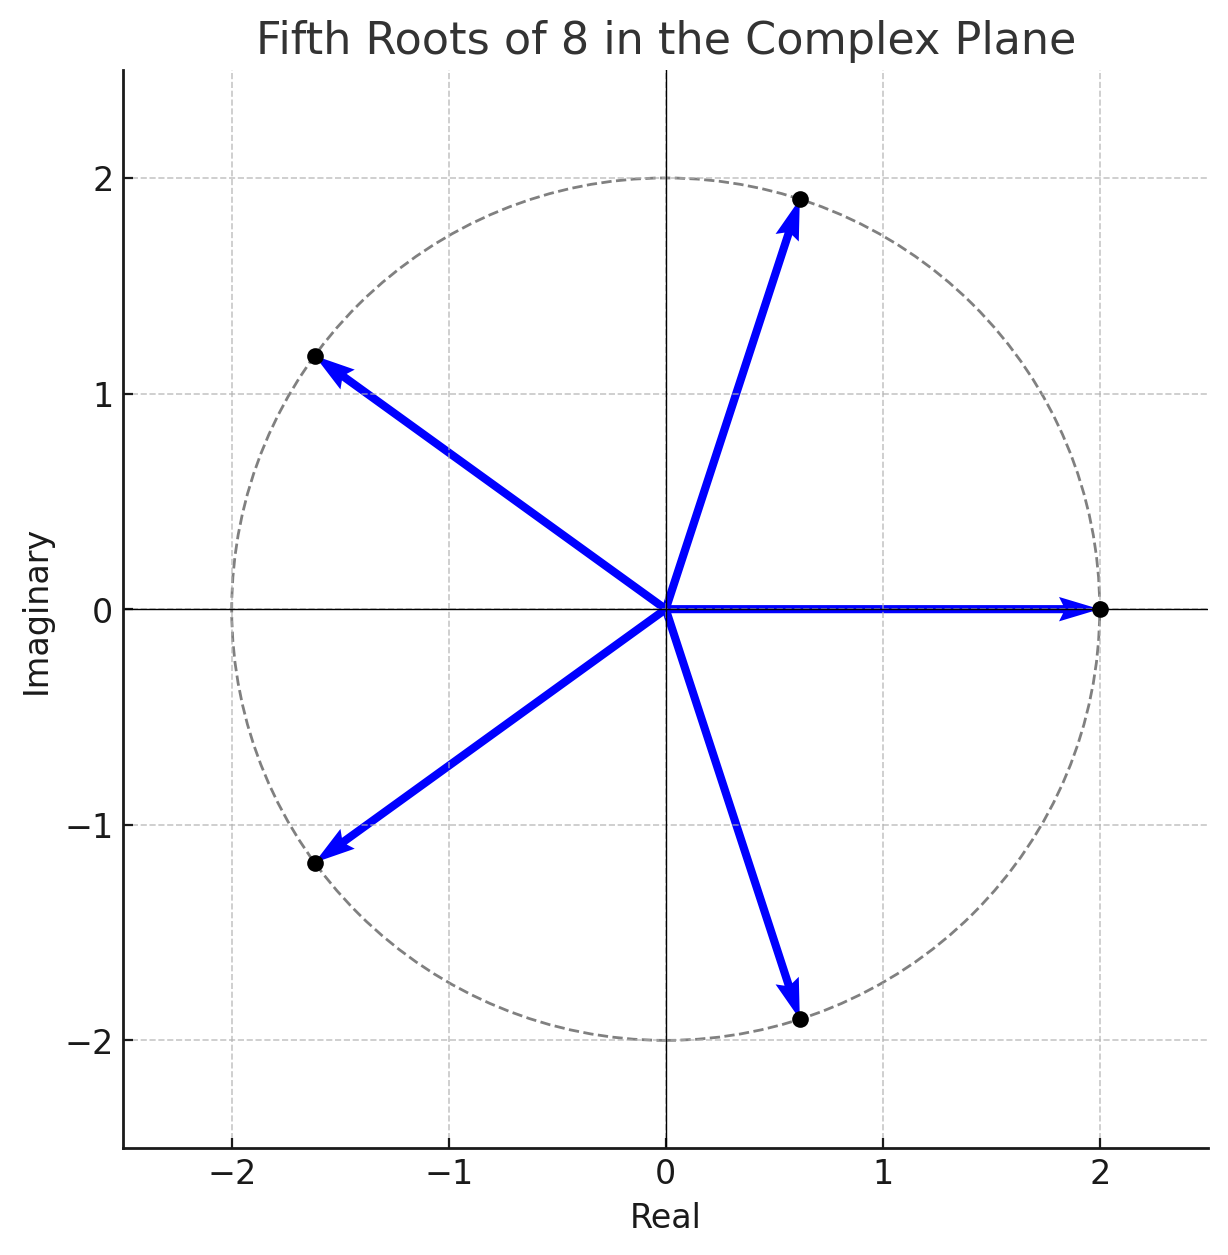 Fifth Roots of 8 in the Complex Plane
2
1
0
−1
−2
Imaginary
−2 −1 0 1 2
Real